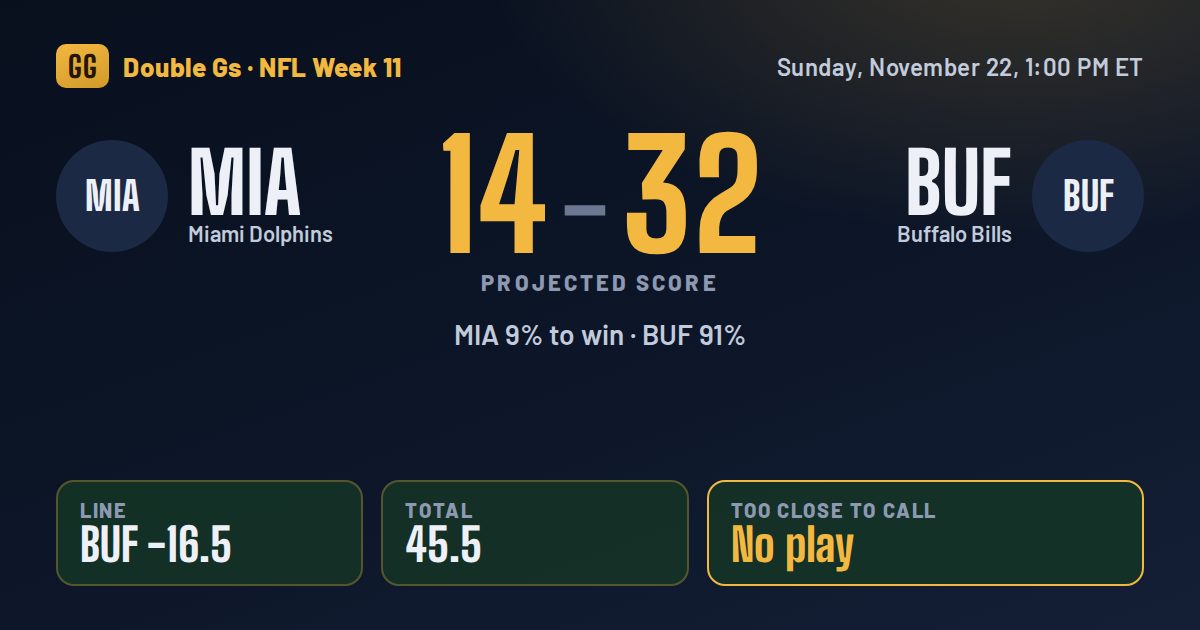 GG Double Gs · NFL Week 11
Sunday, November 22, 1:00 PM ET
MIA
MIA
Miami Dolphins
14 – 32
PROJECTED SCORE
MIA 9% to win · BUF 91%
BUF
Buffalo Bills
BUF
LINE
BUF −16.5
TOTAL
45.5
TOO CLOSE TO CALL
No play